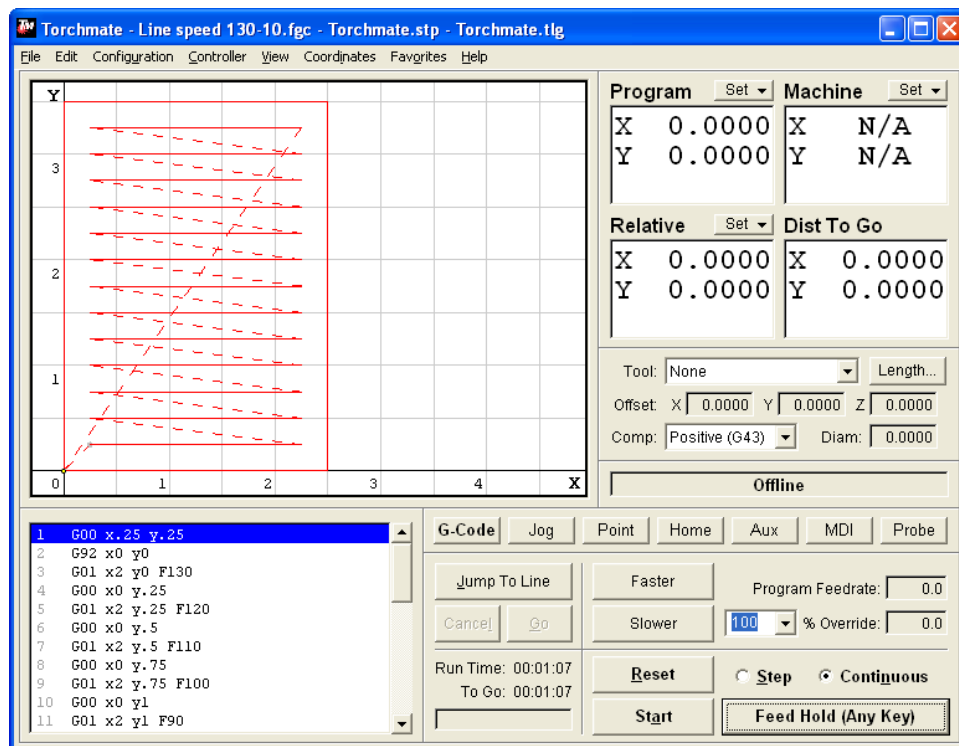 Torchmate - Line speed 130-10.fgc - Torchmate.stp - Torchmate.tlg
File Edit Configuration Controller View Coordinates Favorites Help
Y
3
2
1
0 1 2 3 4 X
Program Set
X 0.0000
Y 0.0000
Machine Set
X N/A
Y N/A
Relative Set
X 0.0000
Y 0.0000
Dist To Go
X 0.0000
Y 0.0000
Tool: None Length...
Offset: X 0.0000 Y 0.0000 Z 0.0000
Comp: Positive (G43) Diam: 0.0000
Offline
1 G00 x.25 y.25
2 G92 x0 y0
3 G01 x2 y0 F130
4 G00 x0 y.25
5 G01 x2 y.25 F120
6 G00 x0 y.5
7 G01 x2 y.5 F110
8 G00 x0 y.75
9 G01 x2 y.75 F100
10 G00 x0 y1
11 G01 x2 y1 F90
G-Code Jog Point Home Aux MDI Probe
Jump To Line
Cancel Go
Run Time: 00:01:07
To Go: 00:01:07
Faster
Slower
Program Feedrate: 0.0
100 % Override: 0.0
Reset
Start
Step Continuous
Feed Hold (Any Key)